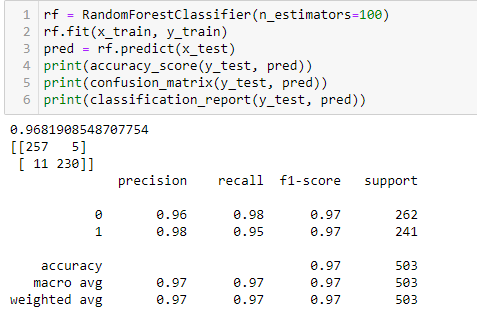 1 rf = RandomForestClassifier(n_estimators=100)
2 rf.fit(x_train, y_train)
3 pred = rf.predict(x_test)
4 print(accuracy_score(y_test, pred))
5 print(confusion_matrix(y_test, pred))
6 print(classification_report(y_test, pred))
0.9681908548707754
[[257   5]
 [ 11 230]]
              precision    recall  f1-score   support

           0       0.96      0.98      0.97       262
           1       0.98      0.95      0.97       241

    accuracy                           0.97       503
   macro avg       0.97      0.97      0.97       503
weighted avg       0.97      0.97      0.97       503